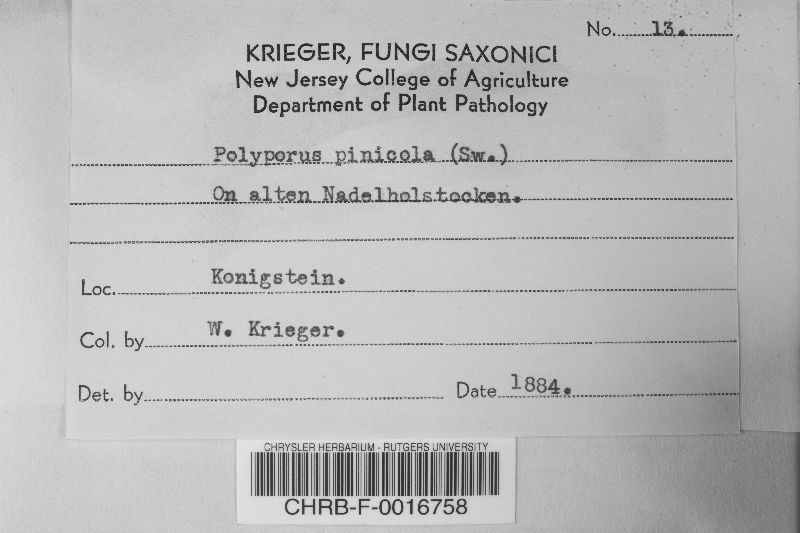 No. 13.
KRIEGER, FUNGI SAXONICI
New Jersey College of Agriculture
Department of Plant Pathology
Polyporus pinicola (Sw.)
On alten Nadelholstocken.
Loc. Konigstein.
Col. by W. Krieger.
Det. by
Date 1884.
CHRYSLER HERBARIUM - RUTGERS UNIVERSITY
CHRB-F-0016758